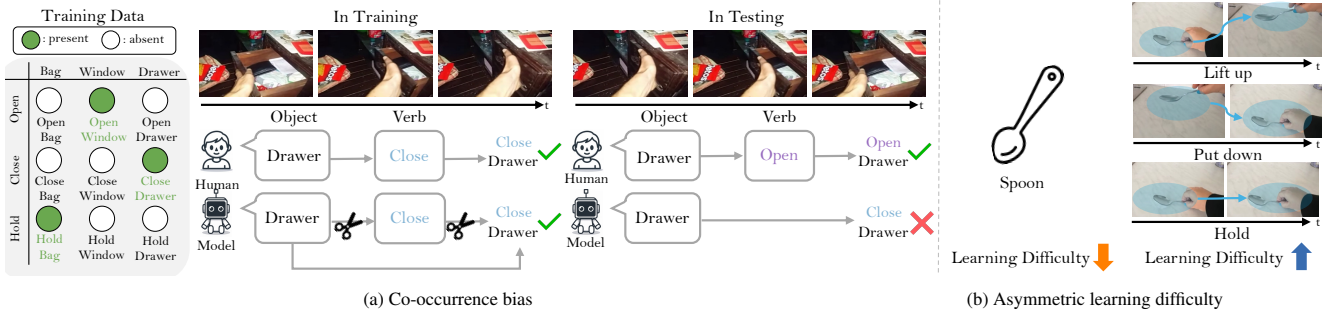 Training Data
: present : absent
Bag Window Drawer
Open
Open Bag
Open Window
Open Drawer
Close
Close Bag
Close Window
Close Drawer
Hold
Hold Bag
Hold Window
Hold Drawer
In Training
t
Object Verb
Human
Drawer
Close
Close Drawer
Model
Drawer
Close
Close Drawer
In Testing
t
Object Verb
Human
Drawer
Open
Open Drawer
Model
Drawer
Close Drawer
(a) Co-occurrence bias
Spoon
Learning Difficulty
Lift up
t
Put down
t
Hold
t
Learning Difficulty
(b) Asymmetric learning difficulty